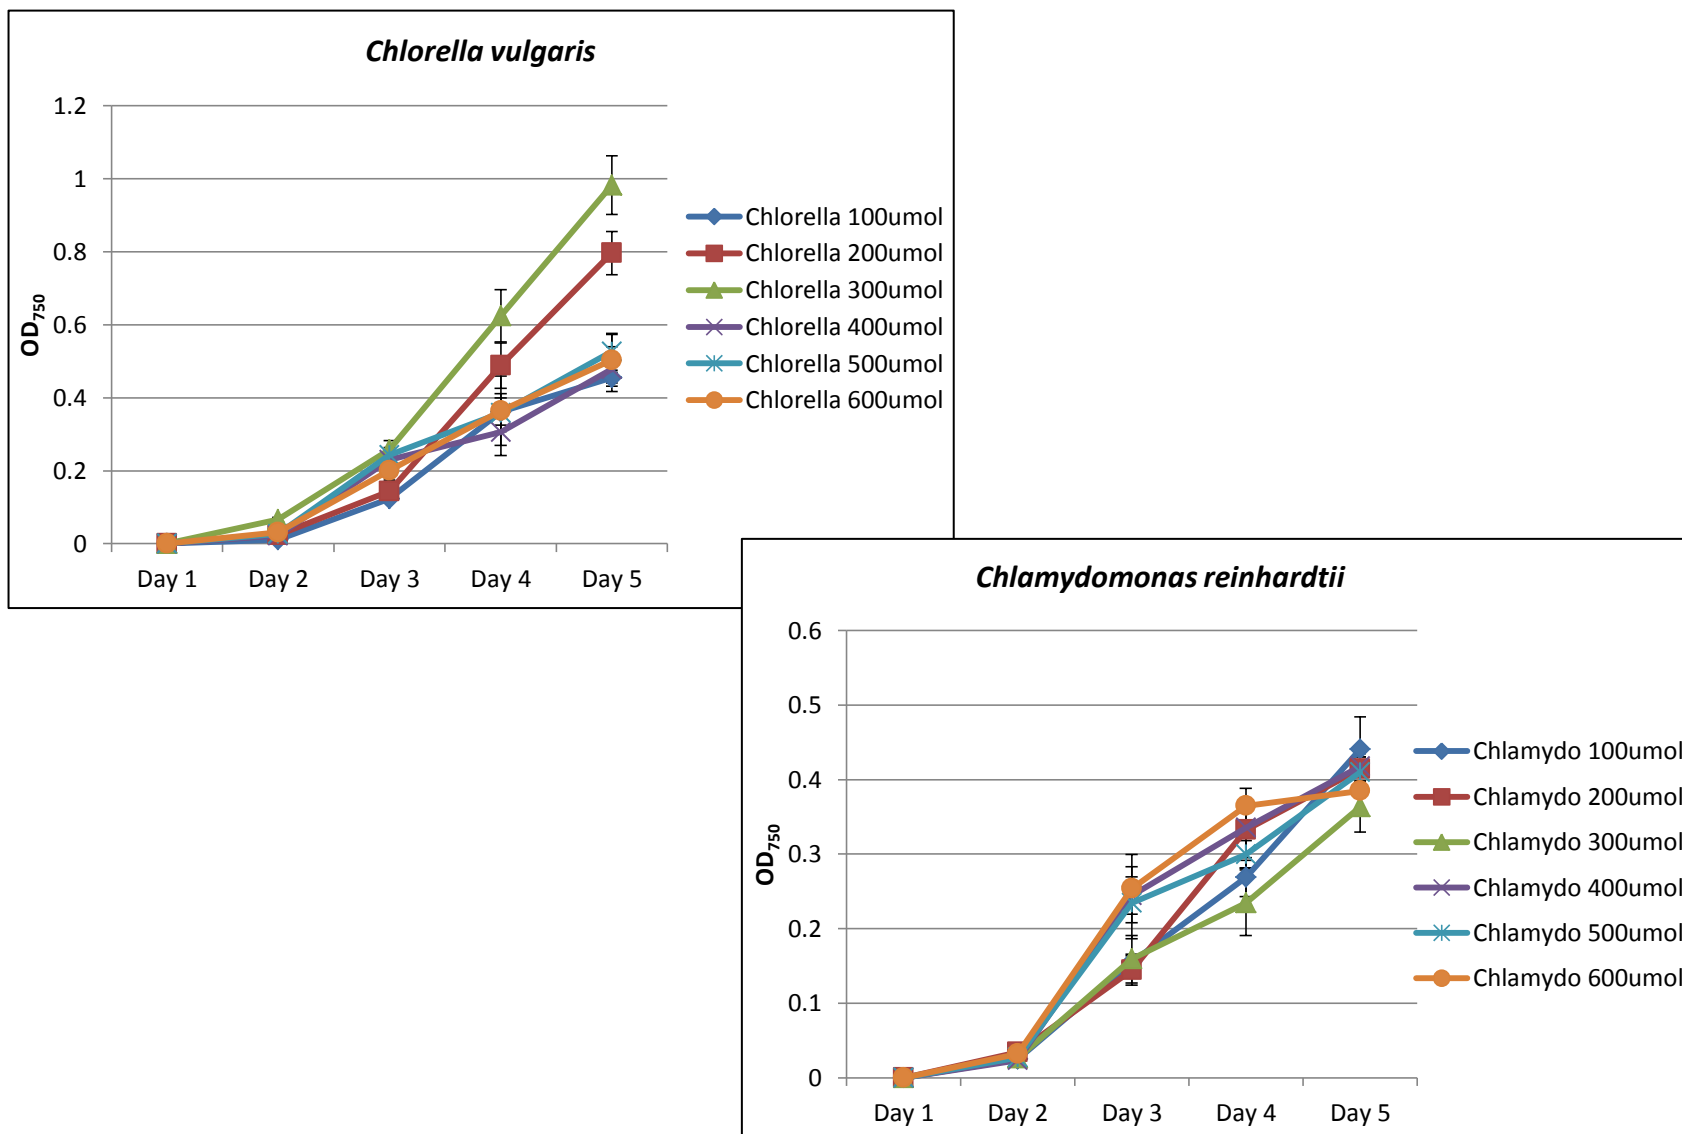 Chlorella vulgaris
1.2
1
0.8
0.6
0.4
0.2
0
OD750
Day 1 Day 2 Day 3 Day 4 Day 5
Chlorella 100umol
Chlorella 200umol
Chlorella 300umol
Chlorella 400umol
Chlorella 500umol
Chlorella 600umol
Chlamydomonas reinhardtii
0.6
0.5
0.4
0.3
0.2
0.1
0
OD750
Day 1 Day 2 Day 3 Day 4 Day 5
Chlamydo 100umol
Chlamydo 200umol
Chlamydo 300umol
Chlamydo 400umol
Chlamydo 500umol
Chlamydo 600umol